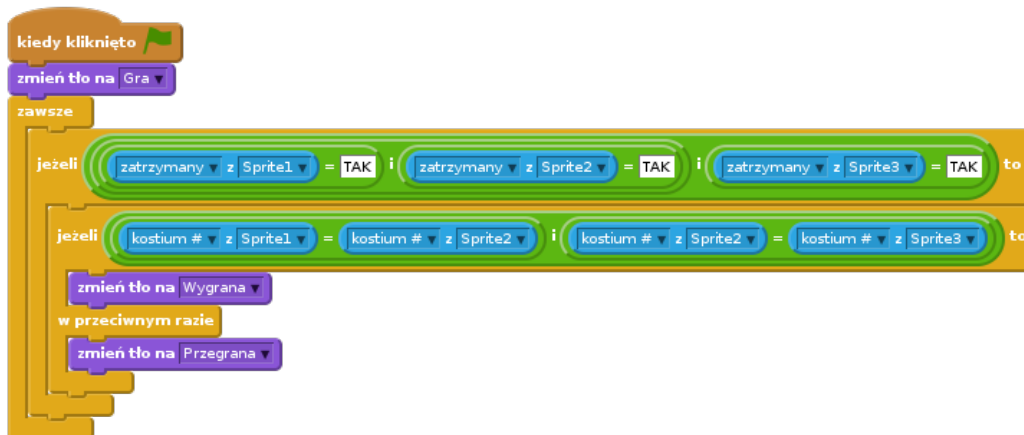 kiedy kliknięto
zmień tło na Gra
zawsze
jeżeli zatrzymany z Sprite1 = TAK i zatrzymany z Sprite2 = TAK i zatrzymany z Sprite3 = TAK to
jeżeli kostium # z Sprite1 = kostium # z Sprite2 i kostium # z Sprite2 = kostium # z Sprite3 to
zmień tło na Wygrana
w przeciwnym razie
zmień tło na Przegrana